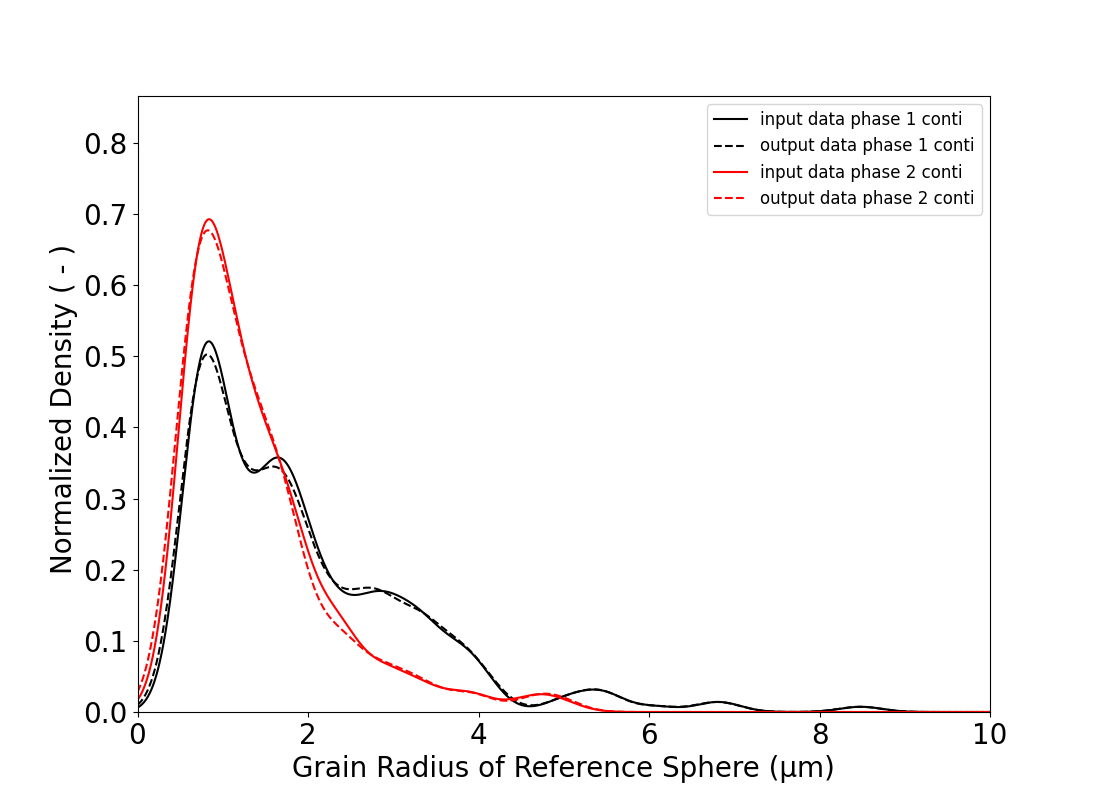 input data phase 1 conti
output data phase 1 conti
input data phase 2 conti
output data phase 2 conti
Normalized Density ( - )
0.8
0.7
0.6
0.5
0.4
0.3
0.2
0.1
0.0
0 2 4 6 8 10
Grain Radius of Reference Sphere (μm)